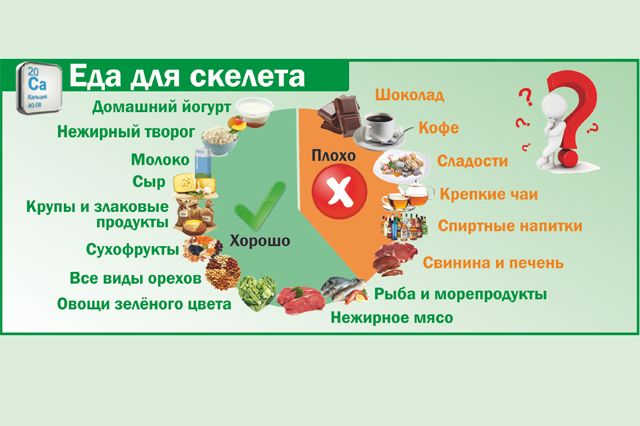 20
Ca
Кальций
40.08
Еда для скелета
Домашний йогурт
Нежирный творог
Молоко
Сыр
Крупы и злаковые
продукты
Сухофрукты
Все виды орехов
Овощи зелёного цвета
Хорошо
Плохо
Шоколад
Кофе
Сладости
Крепкие чаи
Спиртные напитки
Свинина и печень
Рыба и морепродукты
Нежирное мясо